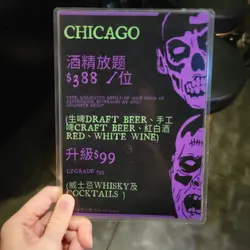 CHICAGO
酒精放題
$388 /位
(生啤DRAFT BEER、手工
啤CRAFT BEER、紅白酒
RED、WHITE WINE)
升級$99
UPGRADE $99
(威士忌WHISKY及
COCKTAILS )